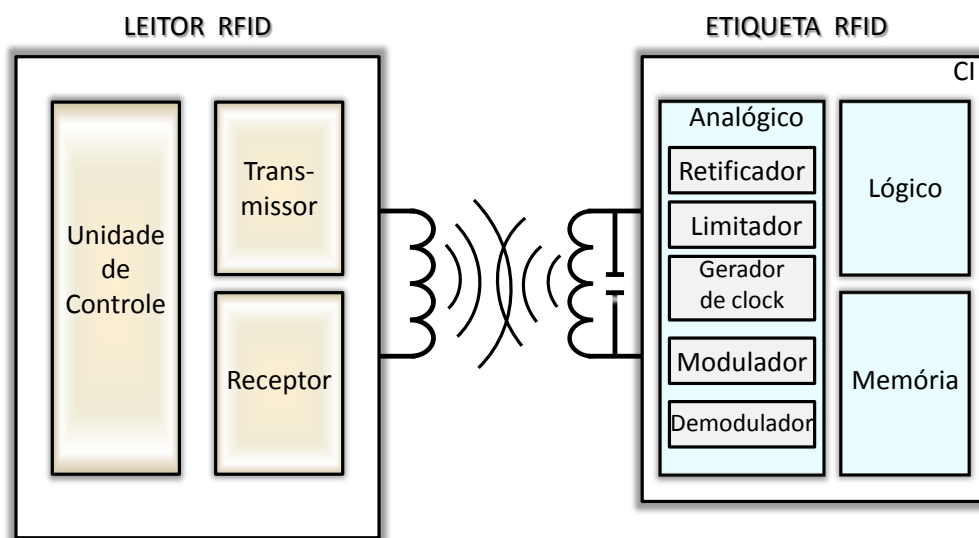 LEITOR RFID
Unidade
de
Controle
Trans-
missor
Receptor
ETIQUETA RFID
CI
Analógico
Retificador
Limitador
Gerador
de clock
Modulador
Demodulador
Lógico
Memória